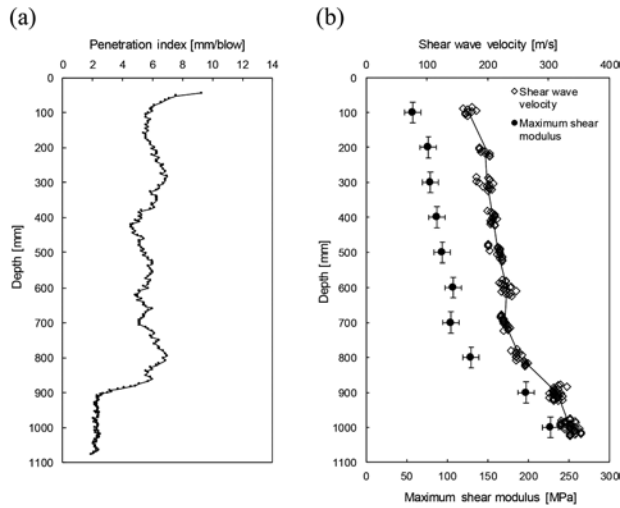 (a)
Penetration index [mm/blow]
0 2 4 6 8 10 12 14
0
100
200
300
400
500
600
700
800
900
1000
1100
Depth [mm]
(b)
Shear wave velocity [m/s]
0 100 200 300 400
0
100
200
300
400
500
600
700
800
900
1000
1100
Depth [mm]
Shear wave
velocity
Maximum shear
modulus
0 50 100 150 200 250 300
Maximum shear modulus [MPa]